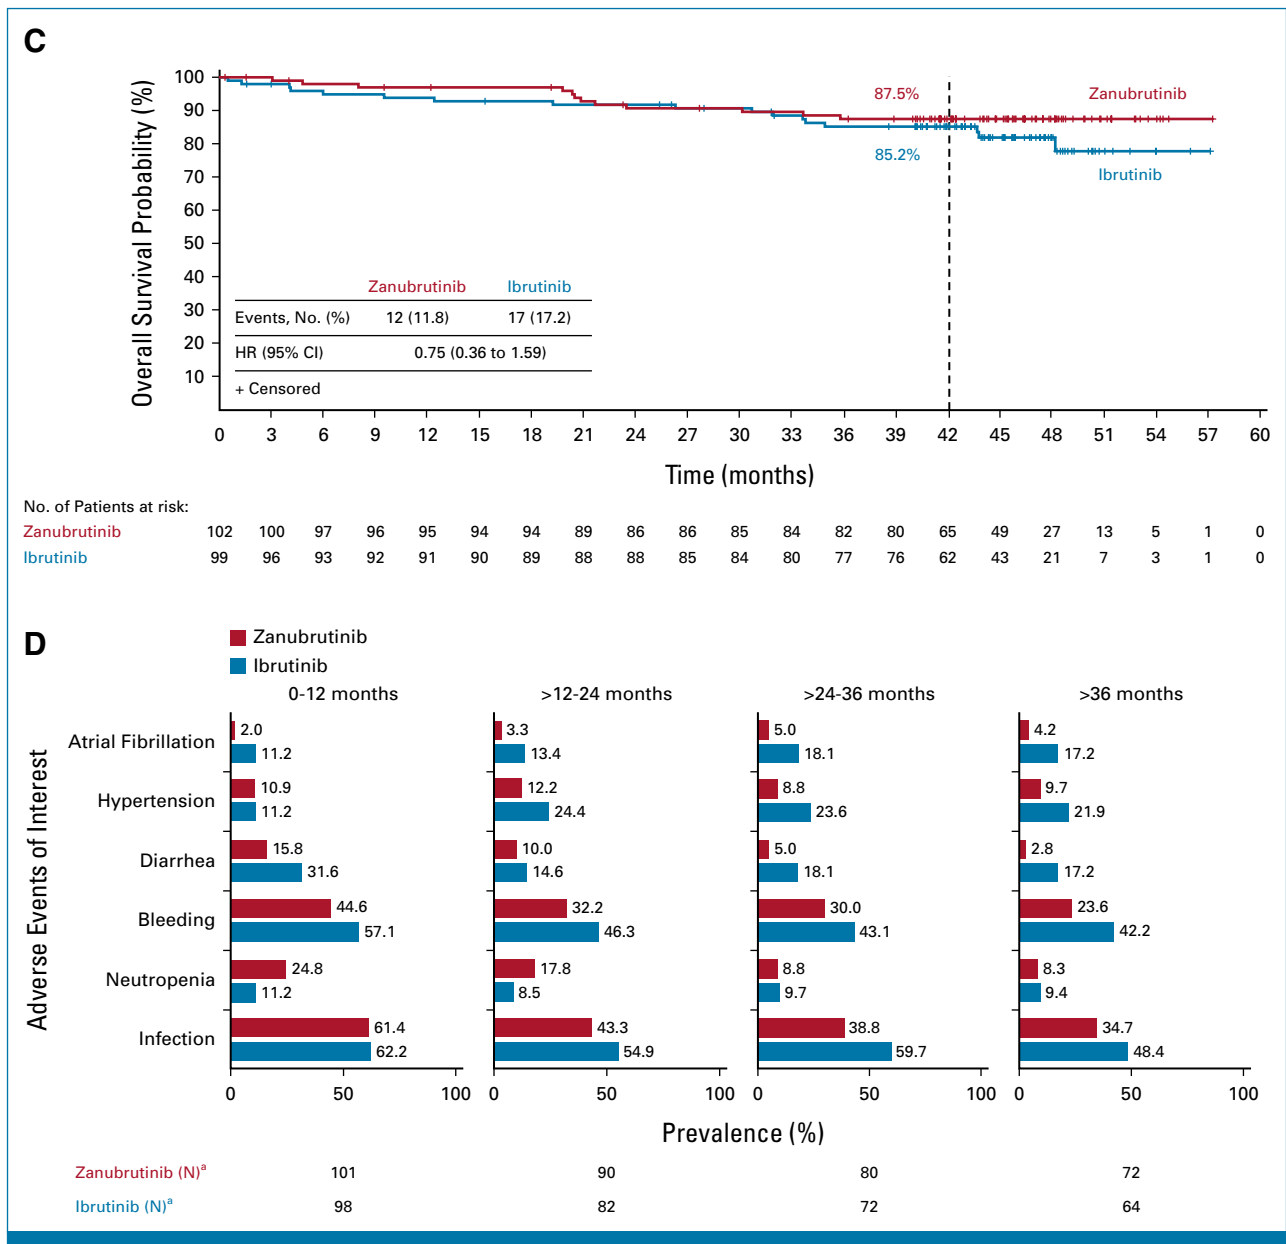 C
Overall Survival Probability (%)
100
90
80
70
60
50
40
30
20
10
87.5%
85.2%
Zanubrutinib
Ibrutinib
Zanubrutinib Ibrutinib
Events, No. (%) 12 (11.8) 17 (17.2)
HR (95% CI) 0.75 (0.36 to 1.59)
+ Censored
0 3 6 9 12 15 18 21 24 27 30 33 36 39 42 45 48 51 54 57 60
Time (months)
No. of Patients at risk:
Zanubrutinib 102 100 97 96 95 94 94 89 86 86 85 84 82 80 65 49 27 13 5 1 0
Ibrutinib 99 96 93 92 91 90 89 88 88 85 84 80 77 76 62 43 21 7 3 1 0
D
Zanubrutinib
Ibrutinib
0-12 months >12-24 months >24-36 months >36 months
Adverse Events of Interest
Atrial Fibrillation
2.0 3.3 5.0 4.2
11.2 13.4 18.1 17.2
Hypertension
10.9 12.2 8.8 9.7
11.2 24.4 23.6 21.9
Diarrhea
15.8 10.0 5.0 2.8
31.6 14.6 18.1 17.2
Bleeding
44.6 32.2 30.0 23.6
57.1 46.3 43.1 42.2
Neutropenia
24.8 17.8 8.8 8.3
11.2 8.5 9.7 9.4
Infection
61.4 43.3 38.8 34.7
62.2 54.9 59.7 48.4
0 50 100 0 50 100 0 50 100 0 50 100
Prevalence (%)
Zanubrutinib (N)ᵃ 101 90 80 72
Ibrutinib (N)ᵃ 98 82 72 64